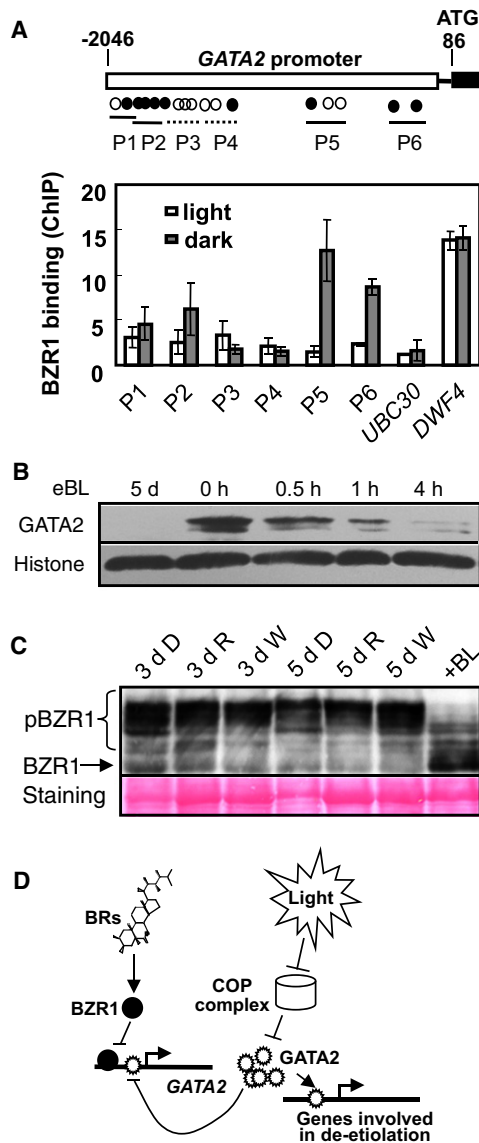 A
ATG
-2046
86
GATA2 promoter
P1 P2 P3 P4 P5 P6
BZR1 binding (ChIP)
20
15
10
5
0
light
dark
P1 P2 P3 P4 P5 P6 UBC30 DWF4
B
eBL 5 d 0 h 0.5 h 1 h 4 h
GATA2
Histone
C
3 d D 3 d R 3 d W 5 d D 5 d R 5 d W +BL
pBZR1
BZR1
Staining
D
Light
BRs
COP
complex
BZR1
GATA2
GATA2
Genes involved
in de-etiolation